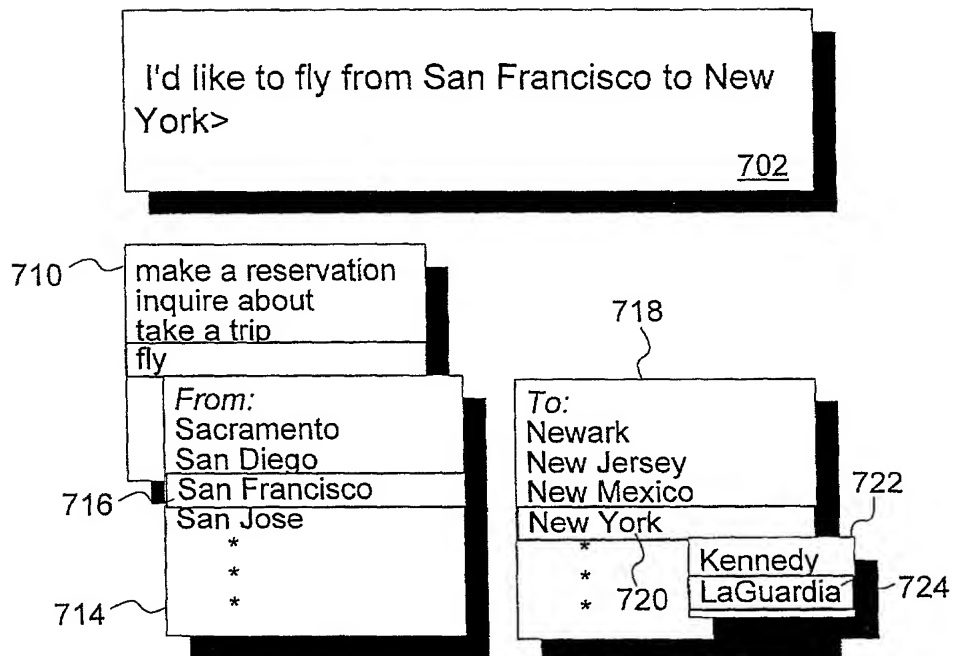 I'd like to fly from San Francisco to New
York>
702
710
make a reservation
inquire about
take a trip
fly
From:
Sacramento
San Diego
San Francisco
San Jose
*
*
*
716
714
718
To:
Newark
New Jersey
New Mexico
New York
*
*
*
720
722
Kennedy
LaGuardia
724